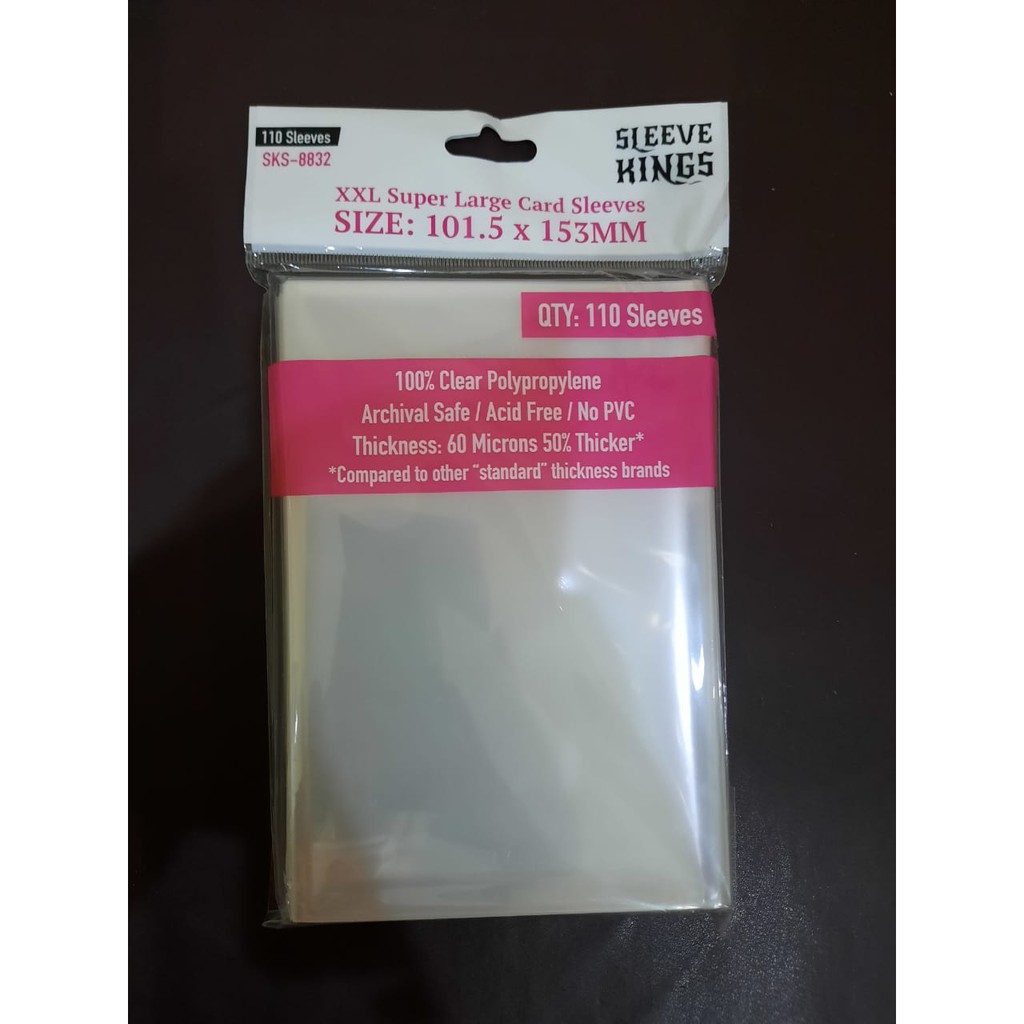 110 Sleeves
SKS-8832
SLEEVE
KINGS
XXL Super Large Card Sleeves
SIZE: 101.5 x 153MM
QTY: 110 Sleeves
100% Clear Polypropylene
Archival Safe / Acid Free / No PVC
Thickness: 60 Microns 50% Thicker*
*Compared to other "standard" thickness brands